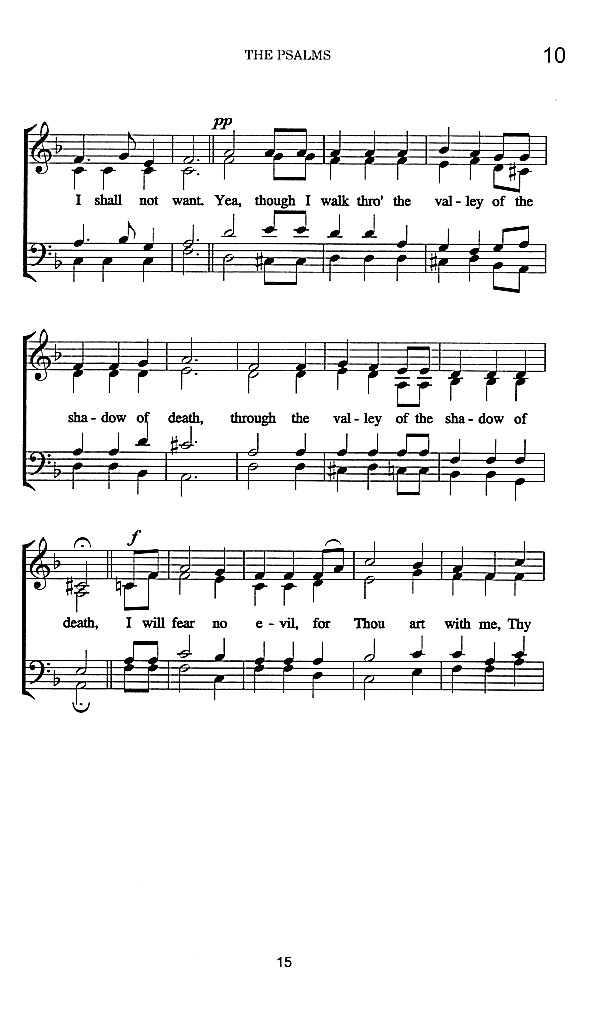 THE PSALMS
10
pp
I shall not want. Yea, though I walk thro' the val - ley of the
sha - dow of death, through the val - ley of the sha - dow of
f
death, I will fear no e - vil, for Thou art with me, Thy
15